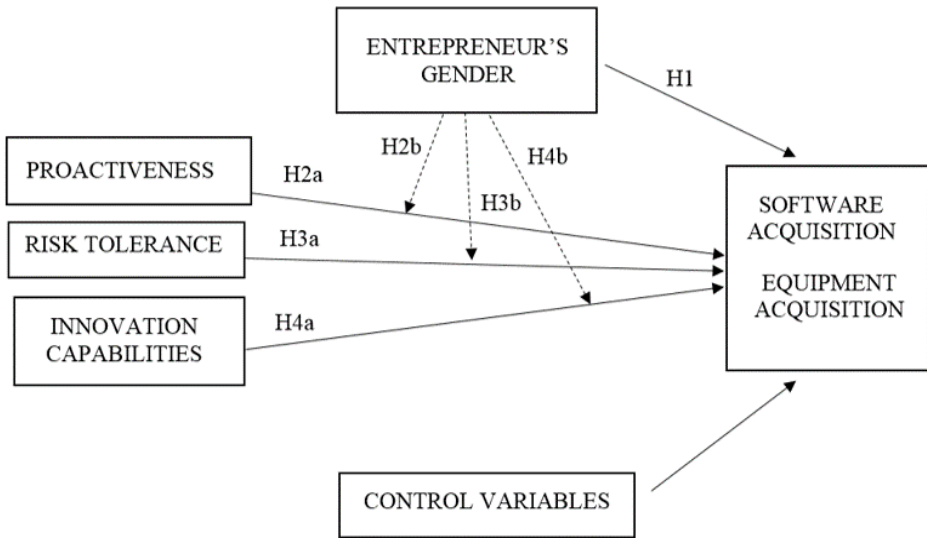 ENTREPRENEUR'S
GENDER
H1
H2b
H4b
PROACTIVENESS
H2a
H3b
SOFTWARE
ACQUISITION
RISK TOLERANCE
H3a
EQUIPMENT
ACQUISITION
INNOVATION
CAPABILITIES
H4a
CONTROL VARIABLES